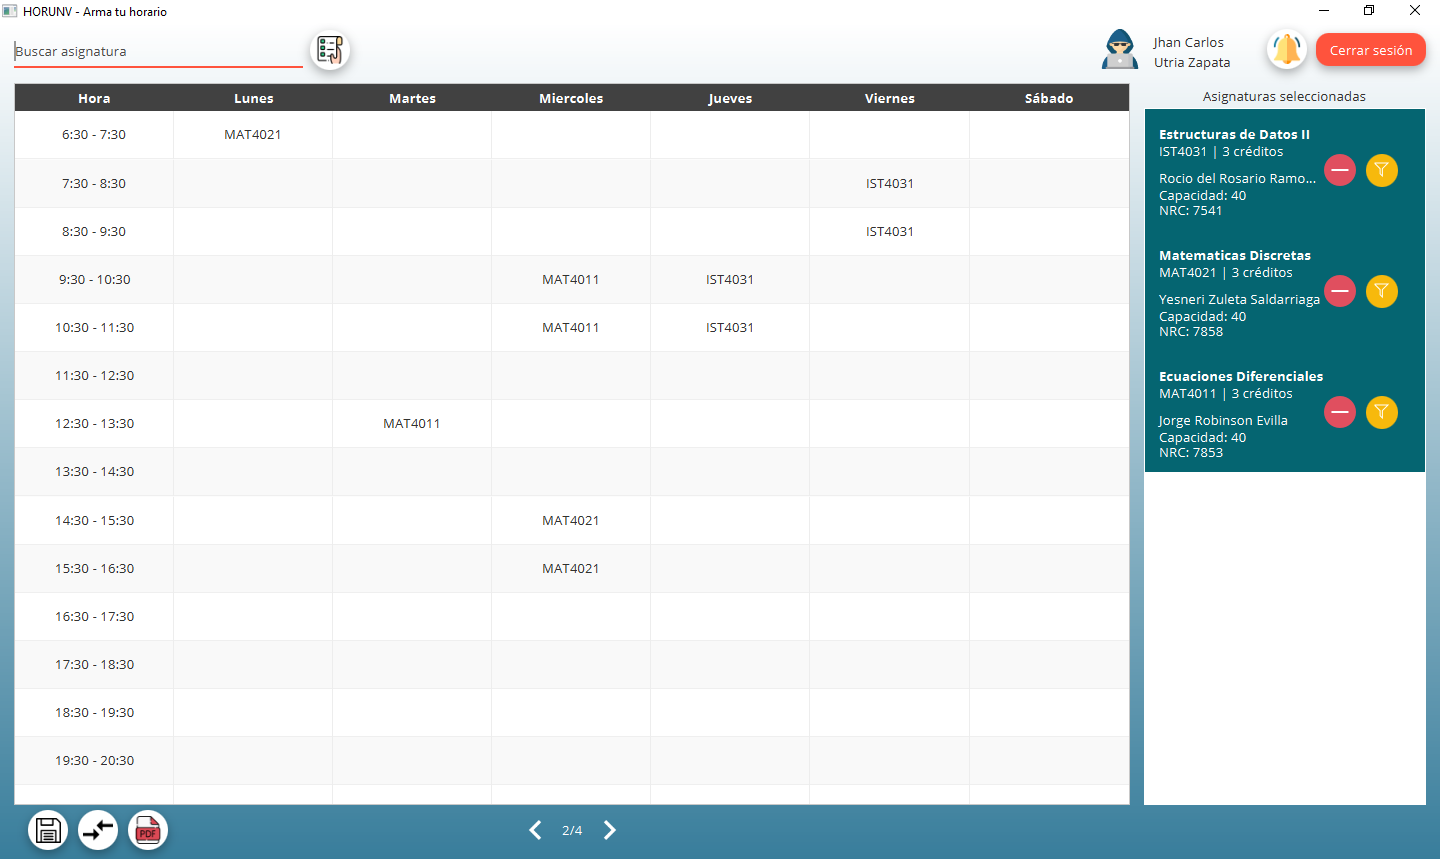 HORUNV - Arma tu horario
Buscar asignatura
Jhan Carlos
Utria Zapata
Cerrar sesión
Hora Lunes Martes Miercoles Jueves Viernes Sábado
6:30 - 7:30 MAT4021
7:30 - 8:30 IST4031
8:30 - 9:30 IST4031
9:30 - 10:30 MAT4011 IST4031
10:30 - 11:30 MAT4011 IST4031
11:30 - 12:30
12:30 - 13:30 MAT4011
13:30 - 14:30
14:30 - 15:30 MAT4021
15:30 - 16:30 MAT4021
16:30 - 17:30
17:30 - 18:30
18:30 - 19:30
19:30 - 20:30
Asignaturas seleccionadas
Estructuras de Datos II
IST4031 | 3 créditos
Rocio del Rosario Ramo...
Capacidad: 40
NRC: 7541
Matematicas Discretas
MAT4021 | 3 créditos
Yesneri Zuleta Saldarriaga
Capacidad: 40
NRC: 7858
Ecuaciones Diferenciales
MAT4011 | 3 créditos
Jorge Robinson Evilla
Capacidad: 40
NRC: 7853
PDF
2/4